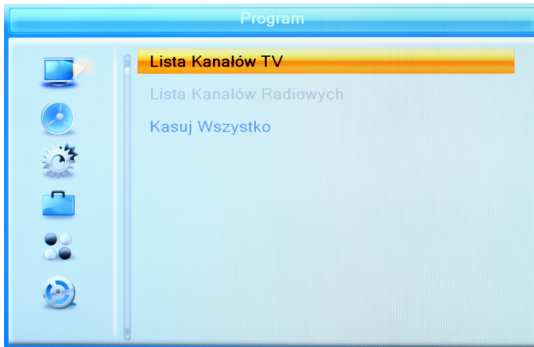 Program
Lista Kanałów TV
Lista Kanałów Radiowych
Kasuj Wszystko